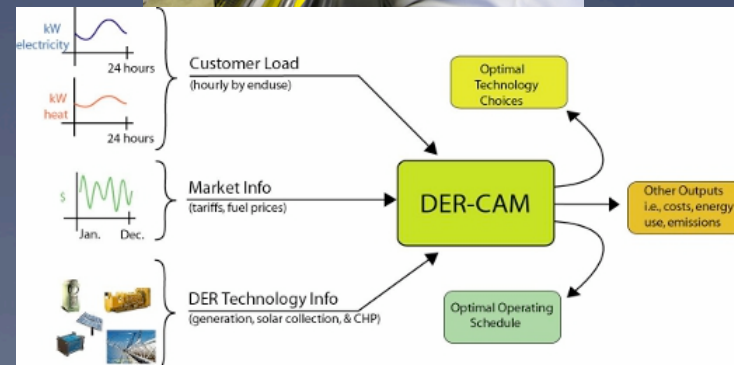 kW
electricity
24 hours
kW
heat
24 hours
Customer Load
(hourly by enduse)
$
Jan. Dec.
Market Info
(tariffs, fuel prices)
DER Technology Info
(generation, solar collection, & CHP)
DER-CAM
Optimal
Technology
Choices
Other Outputs
i.e., costs, energy
use, emissions
Optimal Operating
Schedule